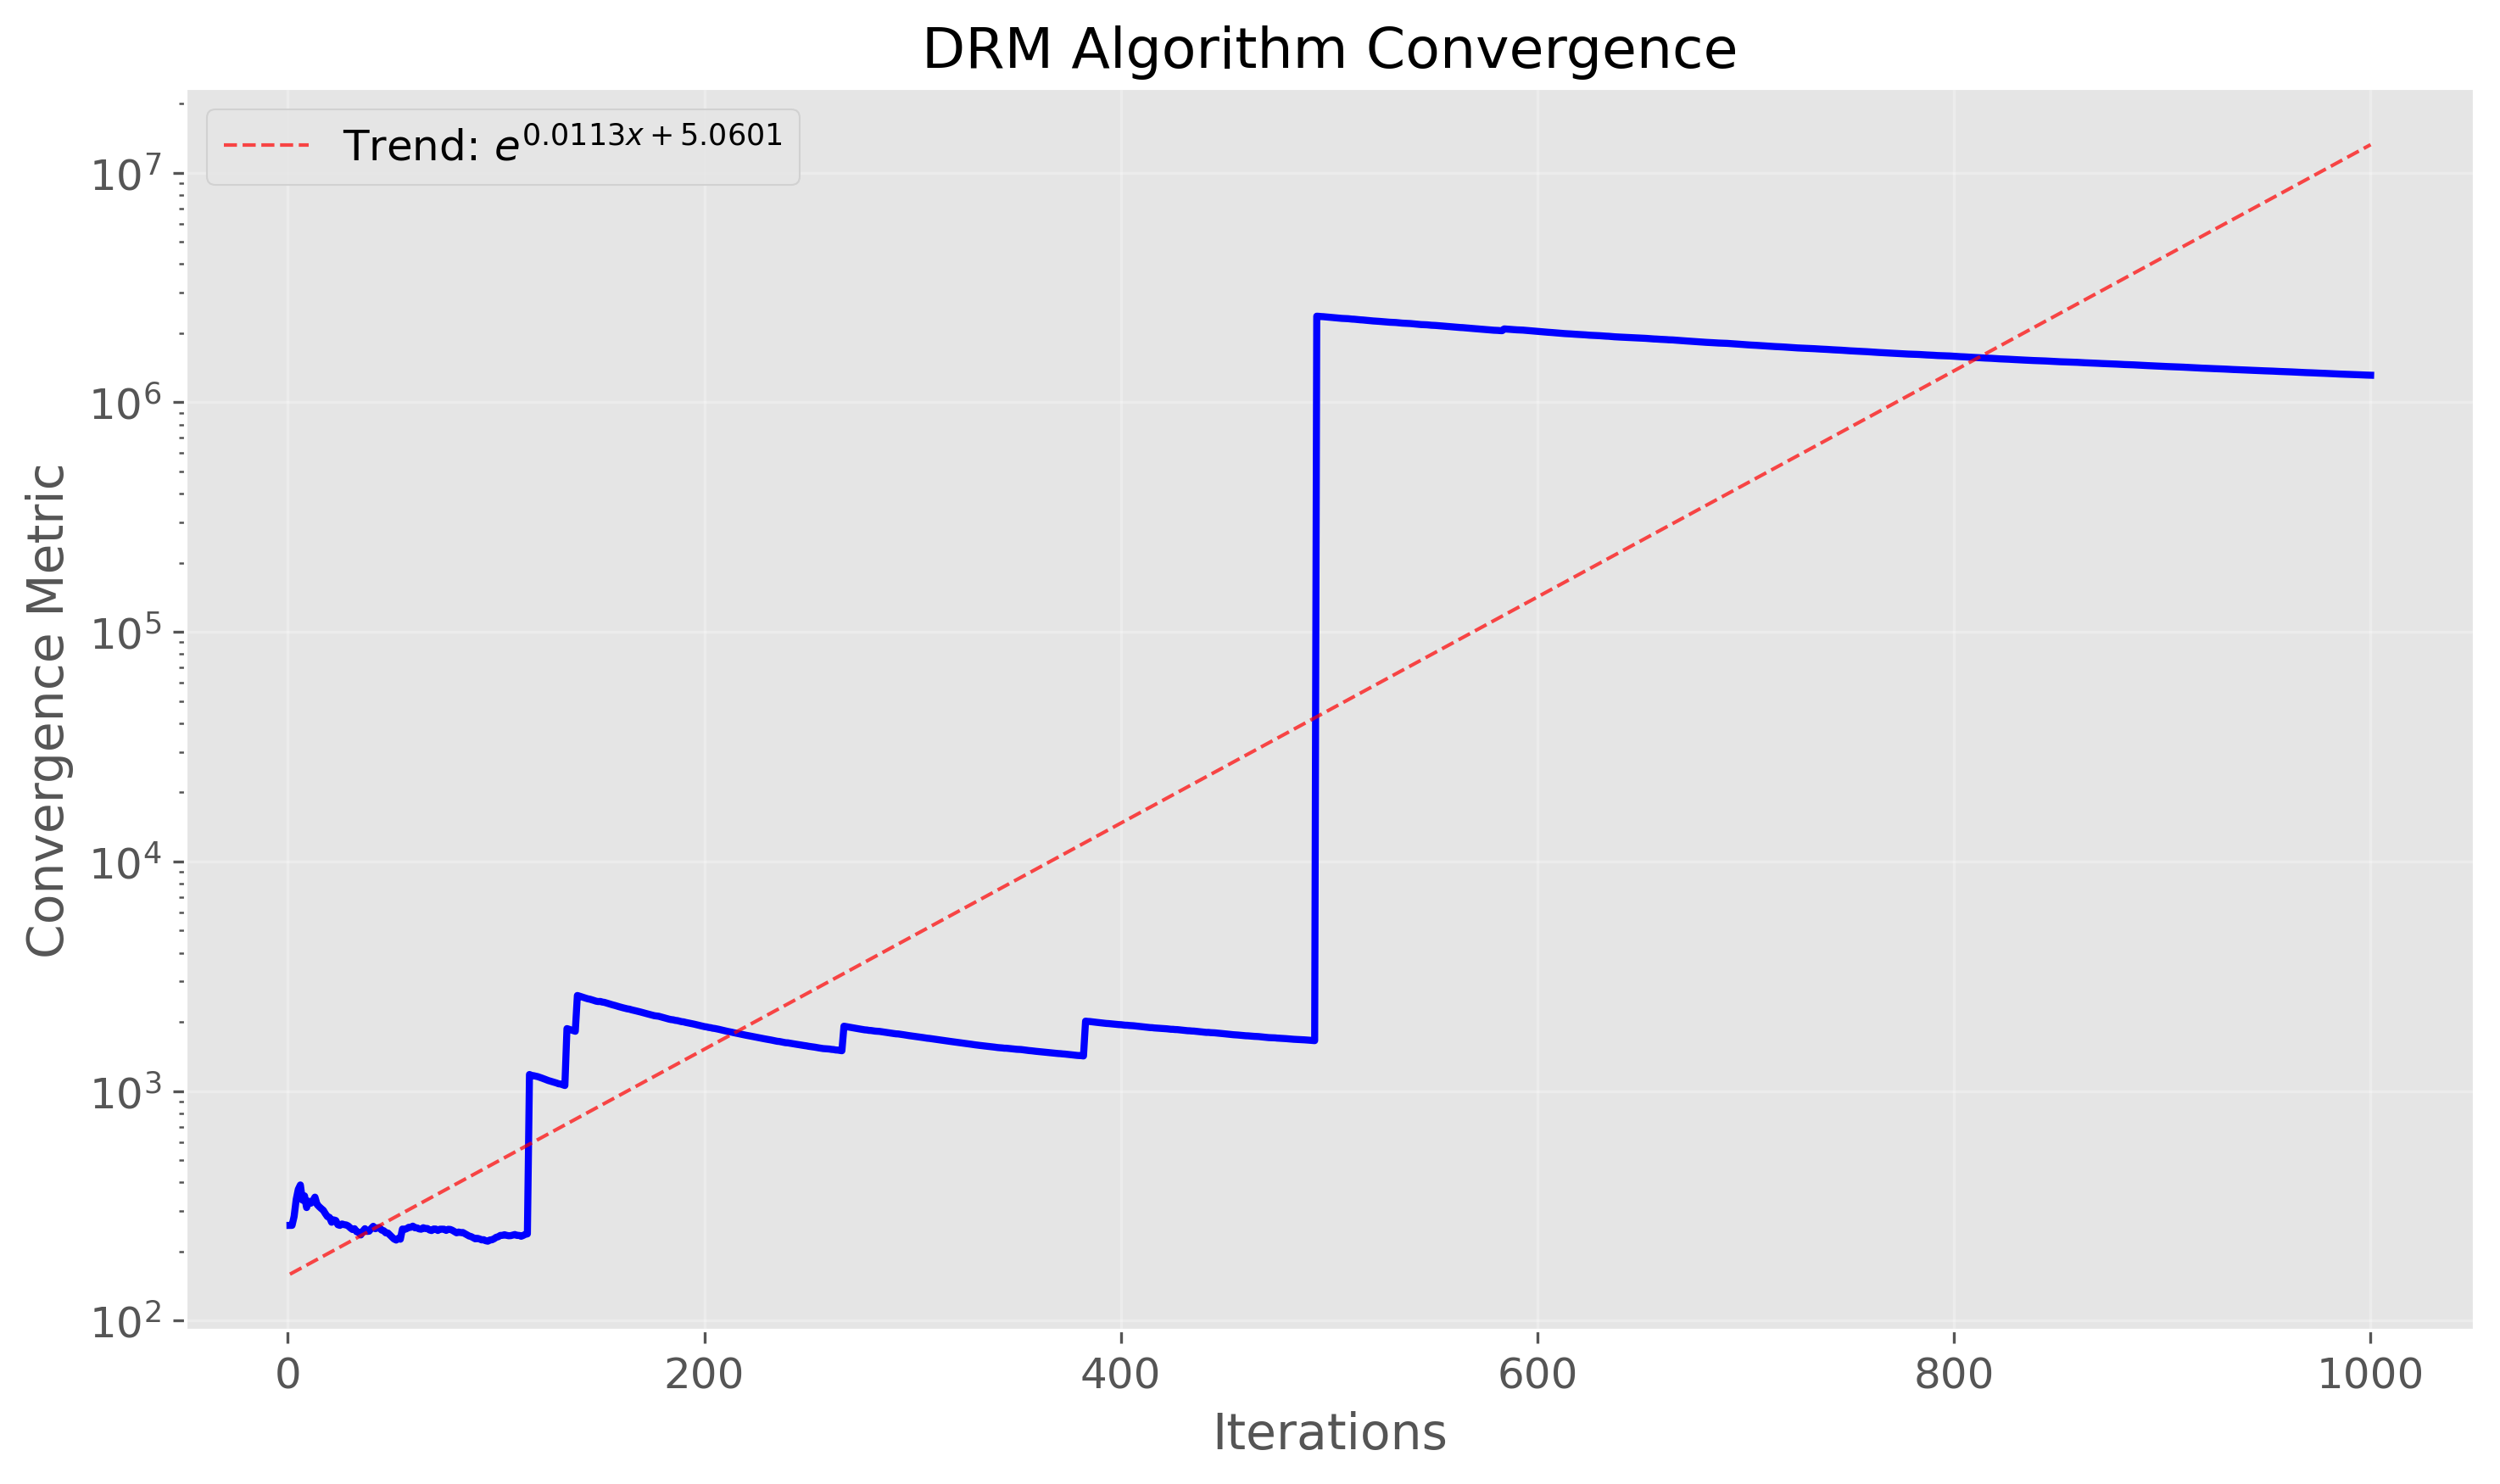 DRM Algorithm Convergence
Trend: e^{0.0113x + 5.0601}
Convergence Metric
10^7
10^6
10^5
10^4
10^3
10^2
0 200 400 600 800 1000
Iterations